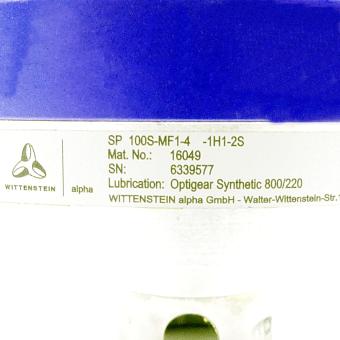 SP 100S-MF1-4 -1H1-2S
Mat. No.: 16049
SN: 6339577
Lubrication: Optigear Synthetic 800/220
WITTENSTEIN alpha
WITTENSTEIN alpha GmbH - Walter-Wittenstein-Str.